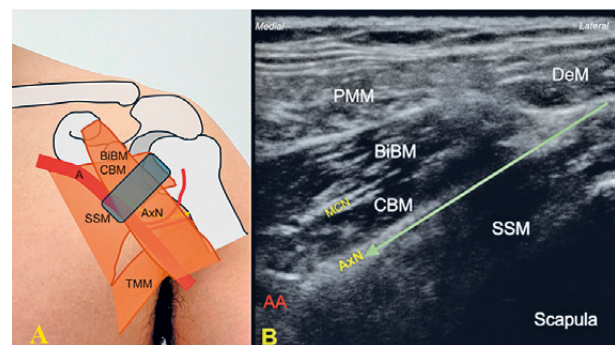 BiBM
CBM
A
SSM
AxN
TMM
A
Medial
Lateral
DeM
PMM
BiBM
MCN
CBM
SSM
AxN
AA
Scapula
B